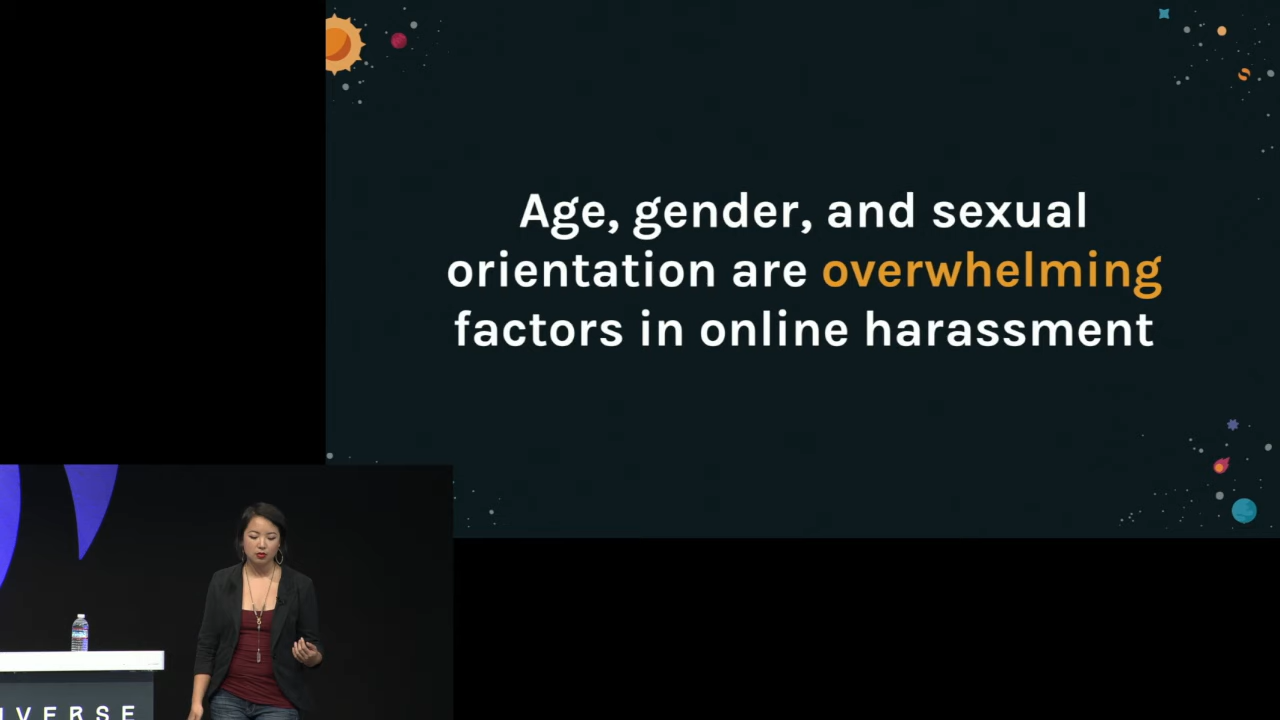 Age, gender, and sexual
orientation are overwhelming
factors in online harassment
IVERSE